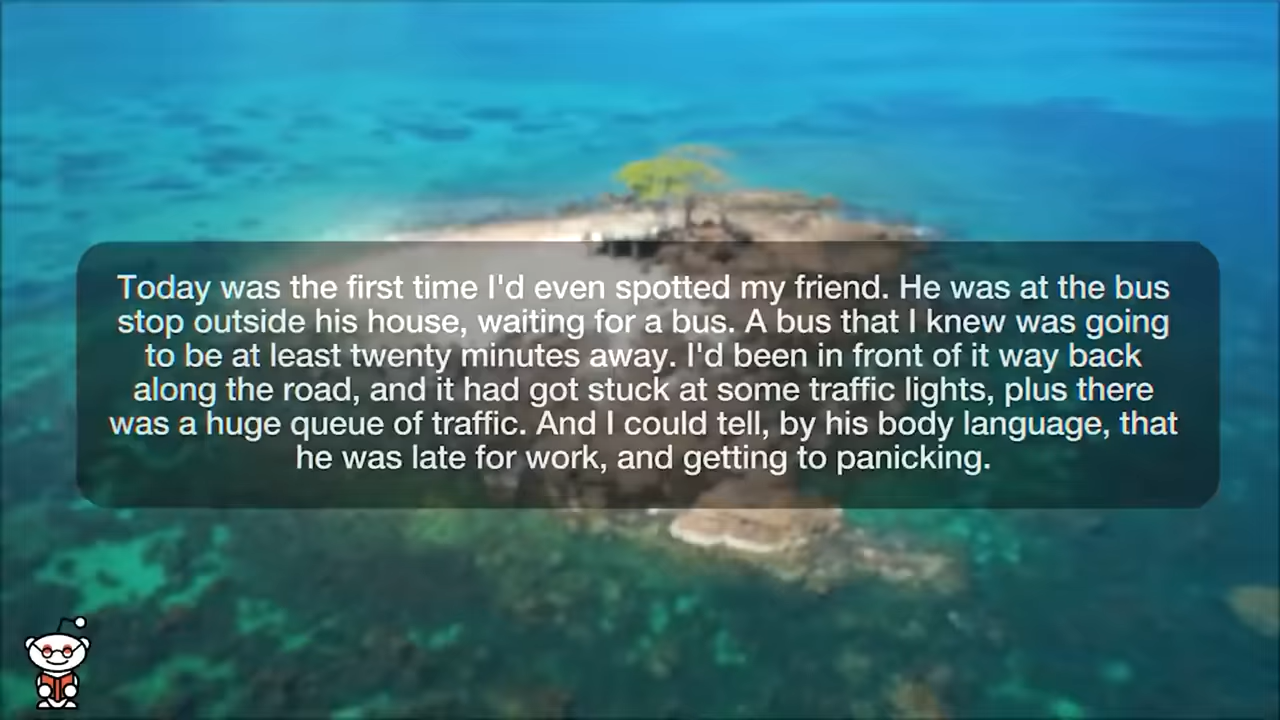 Today was the first time I'd even spotted my friend. He was at the bus
stop outside his house, waiting for a bus. A bus that I knew was going
to be at least twenty minutes away. I'd been in front of it way back
along the road, and it had got stuck at some traffic lights, plus there
was a huge queue of traffic. And I could tell, by his body language, that
he was late for work, and getting to panicking.